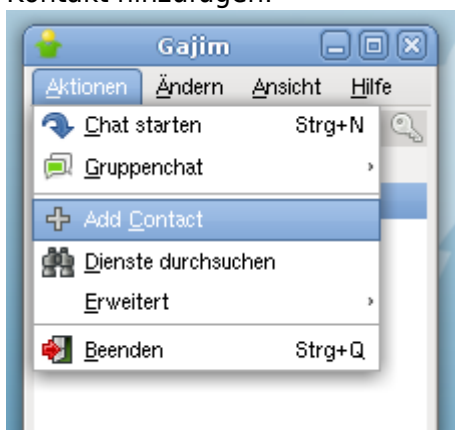 Kontakt hinzufügen:
Gajim
Aktionen Ändern Ansicht Hilfe
Chat starten Strg+N
Gruppenchat
Add Contact
Dienste durchsuchen
Erweitert
Beenden Strg+Q